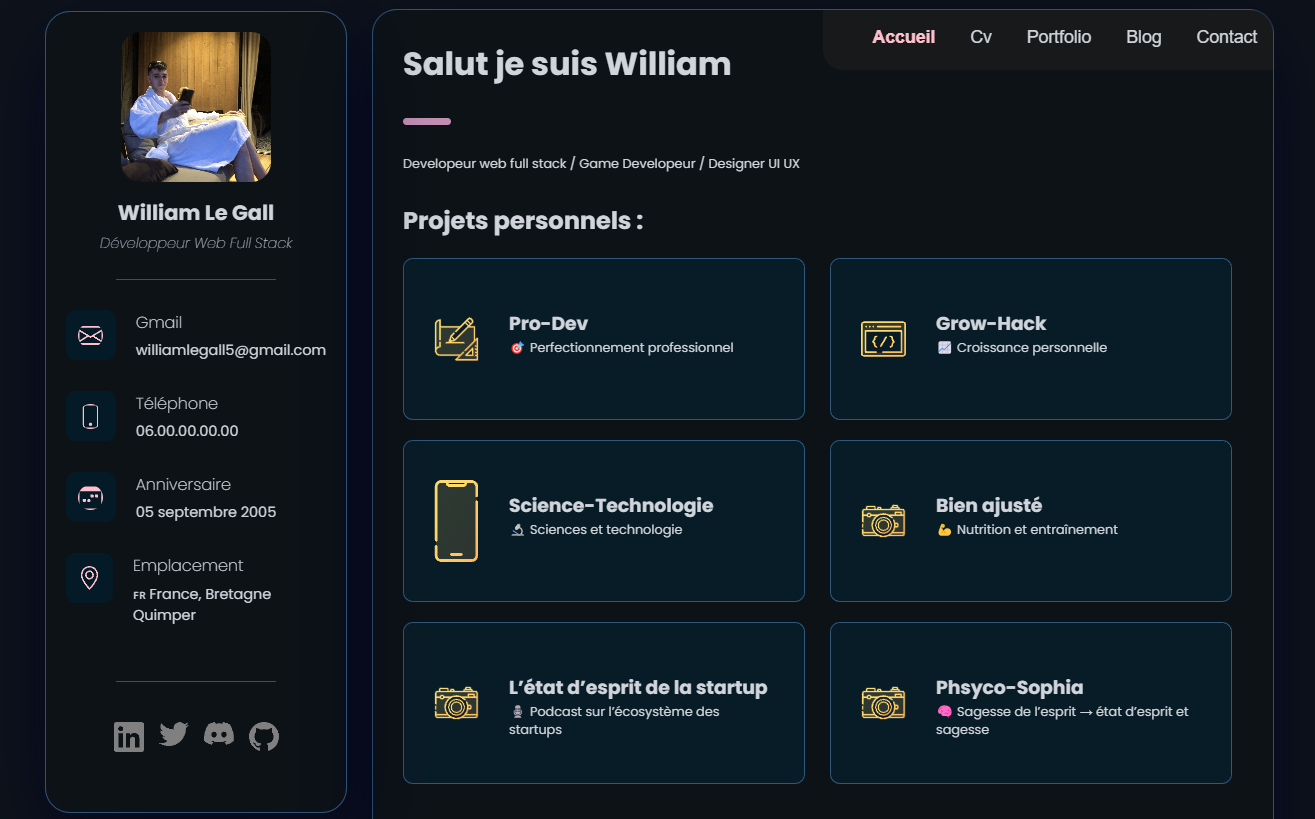 Accueil
Cv
Portfolio
Blog
Contact
William Le Gall
Développeur Web Full Stack
Gmail
williamlegall5@gmail.com
Téléphone
06.00.00.00.00
Anniversaire
05 septembre 2005
Emplacement
FR France, Bretagne
Quimper
in
Salut je suis William
Developeur web full stack / Game Developeur / Designer UI UX
Projets personnels :
Pro-Dev
🎯 Perfectionnement professionnel
Grow-Hack
📈 Croissance personnelle
Science-Technologie
🔬 Sciences et technologie
Bien ajusté
💪 Nutrition et entraînement
L’état d’esprit de la startup
🎙 Podcast sur l’écosystème des
startups
Phsyco-Sophia
🧠 Sagesse de l’esprit → état d’esprit et
sagesse